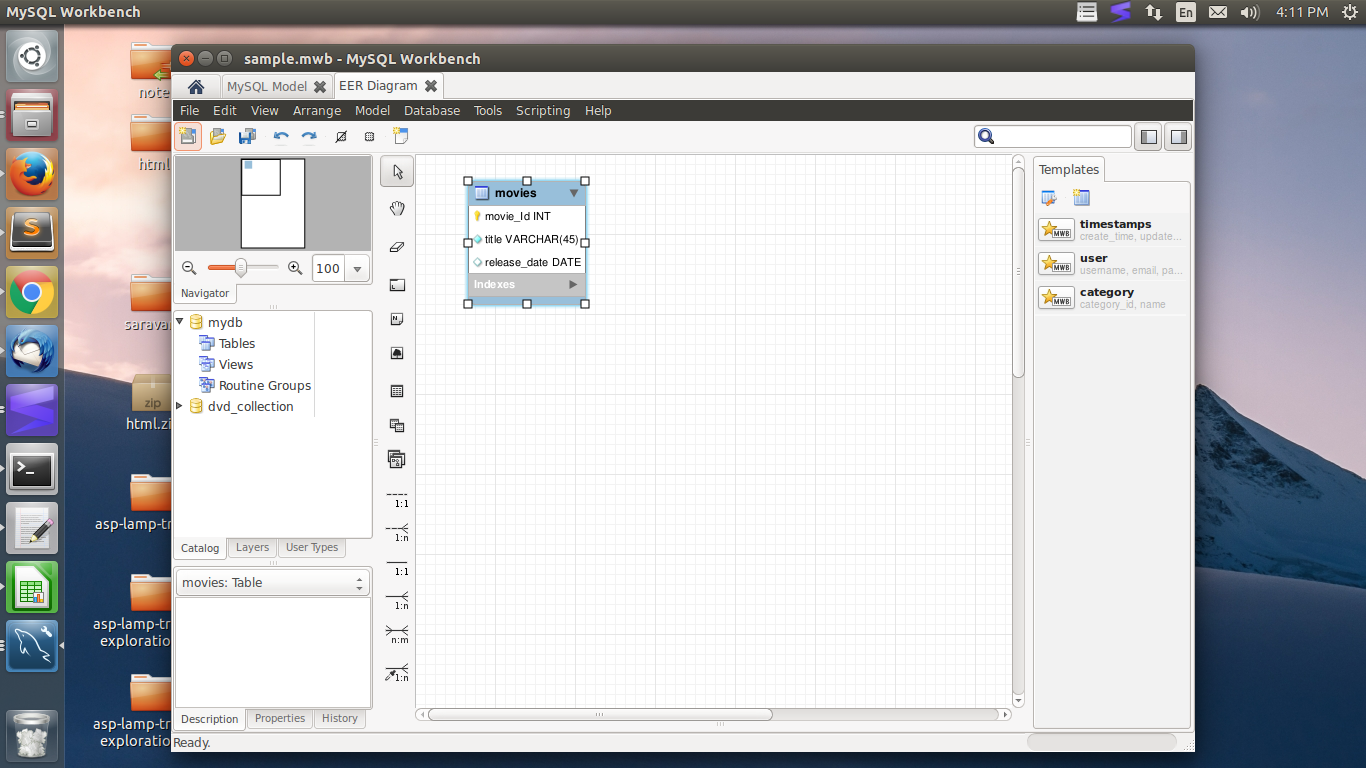 MySQL Workbench
En
4:11 PM
note
html
sarava
zip
html.zi
asp-lamp-tr
asp-lamp-tr
exploratio
asp-lamp-tr
exploratio
sample.mwb - MySQL Workbench
MySQL Model
EER Diagram
File Edit View Arrange Model Database Tools Scripting Help
100
Navigator
mydb
Tables
Views
Routine Groups
dvd_collection
Catalog Layers User Types
movies: Table
Description Properties History
Ready.
1:1
1:n
1:1
1:n
n:m
1:n
movies
movie_Id INT
title VARCHAR(45)
release_date DATE
Indexes
Templates
MWB
timestamps
create_time, update...
MWB
user
username, email, pa...
MWB
category
category_id, name